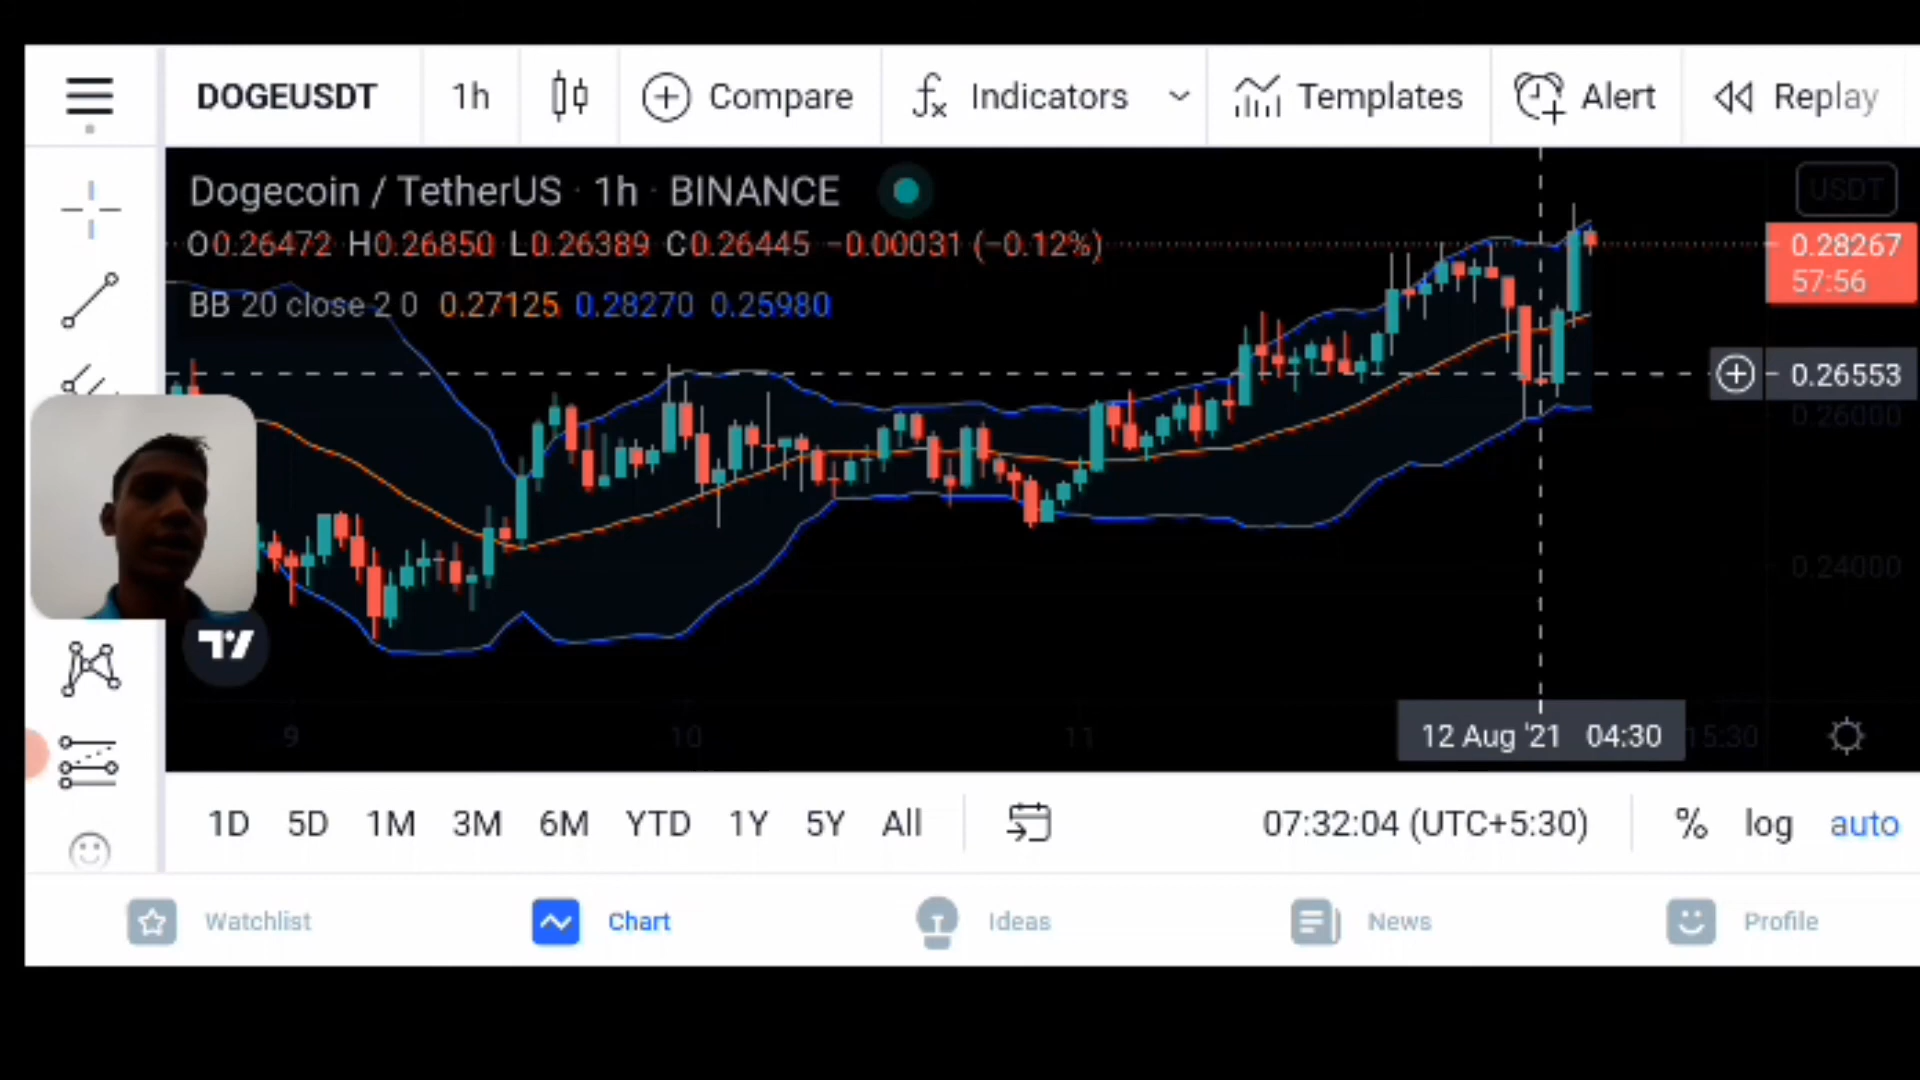 DOGEUSDT 1h Compare Indicators Templates Alert Replay
Dogecoin / TetherUS · 1h · BINANCE
USDT
O0.26472 H0.26850 L0.26389 C0.26445 −0.00031 (−0.12%)
0.28267
57:56
BB 20 close 2 0 0.27125 0.28270 0.25980
0.26553
0.26000
0.24000
9 10 11 12 Aug '21 04:30 15:30
1D 5D 1M 3M 6M YTD 1Y 5Y All 07:32:04 (UTC+5:30) % log auto
Watchlist Chart Ideas News Profile